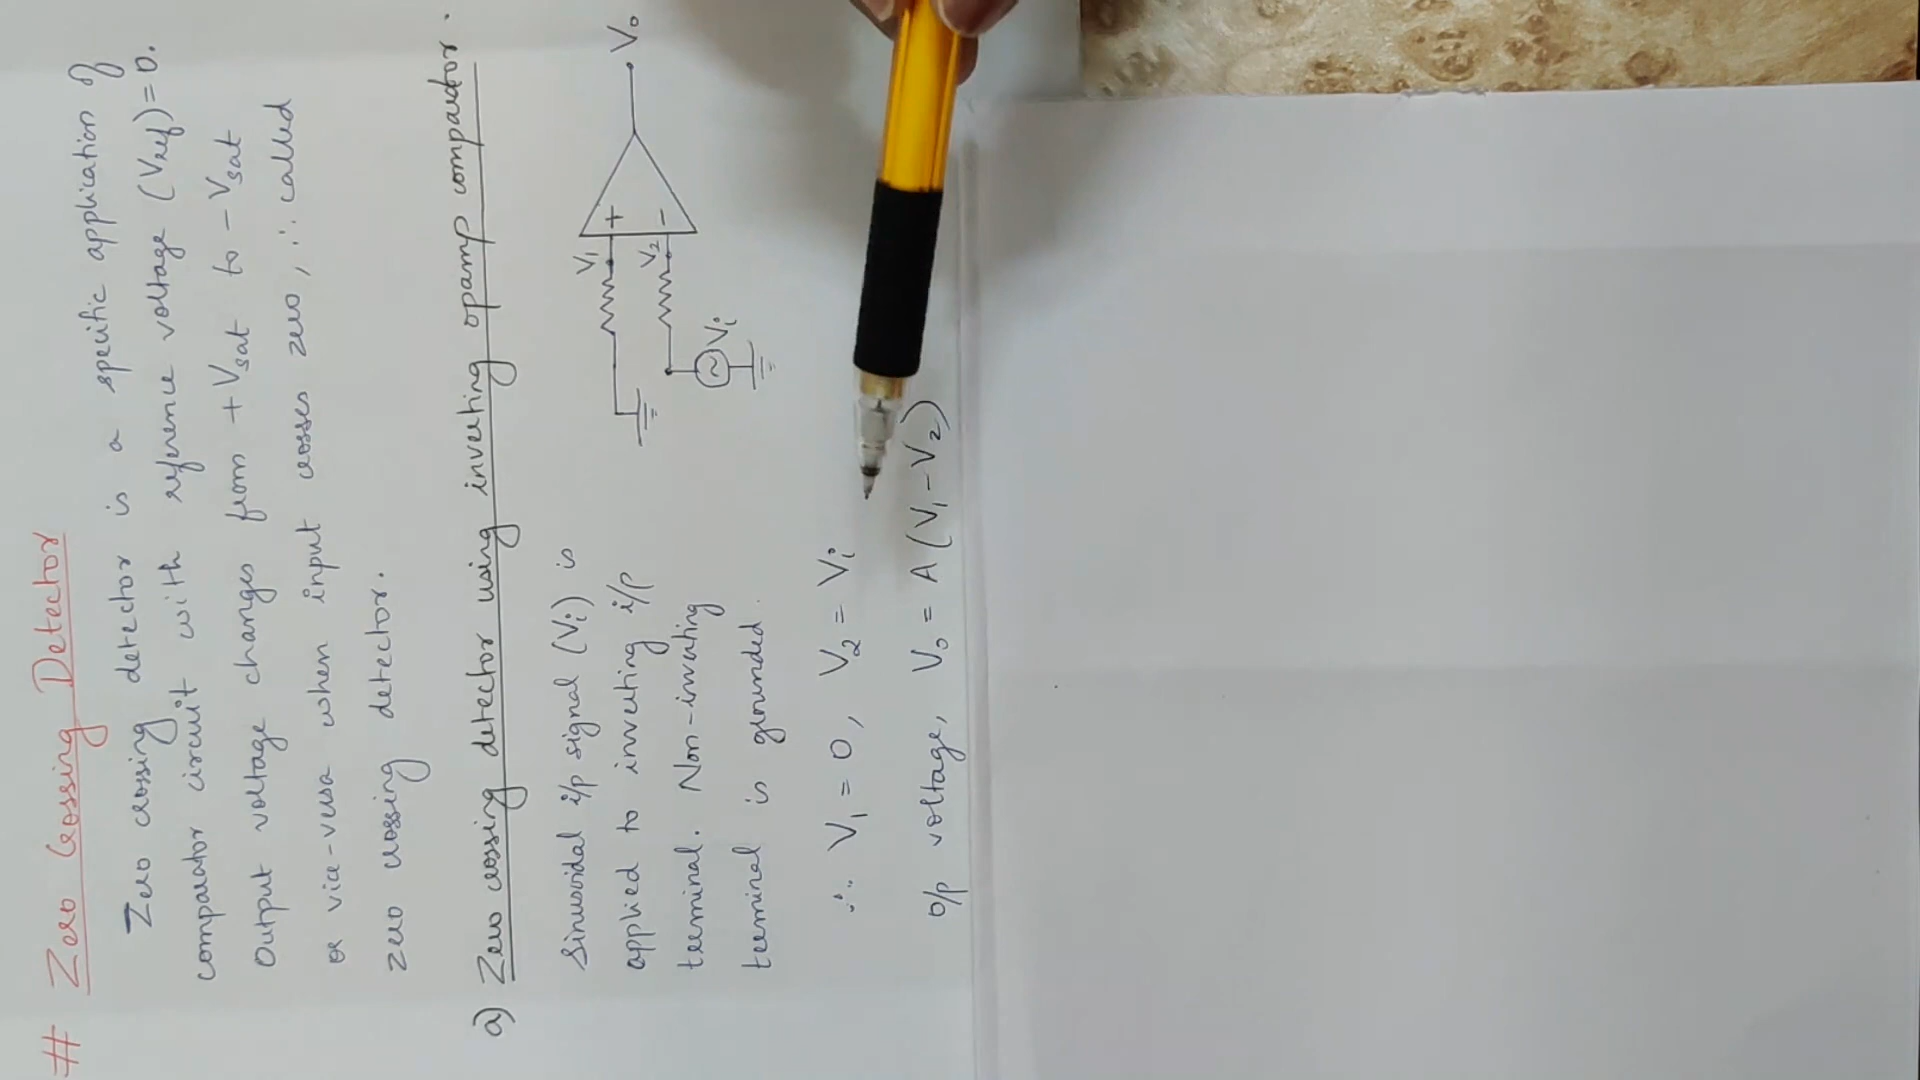 # Zero Crossing Detector
Zero crossing detector is a specific application of
comparator circuit with reference voltage (Vref) = 0.
Output voltage changes from + Vsat to - Vsat
or vice-versa when input crosses zero, ∴ called
zero crossing detector.
a) Zero crossing detector using inverting opamp comparator.
Sinusoidal i/p signal (Vi) is
applied to inverting i/p
terminal. Non-inverting
terminal is grounded.
V1
+
V2
-
Vo
~
Vi
∴ V1 = 0, V2 = Vi
o/p voltage, Vo = A (V1 - V2)